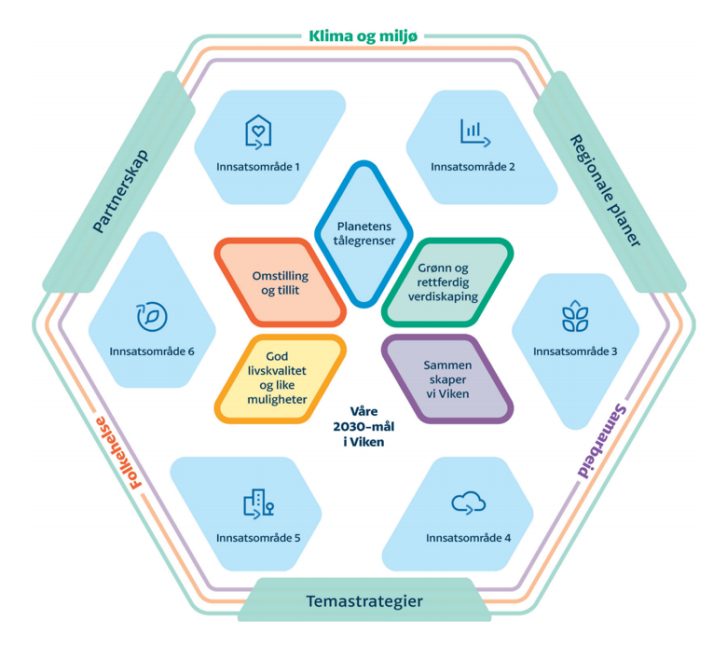 Klima og miljø
Partnerskap
Regionale planer
Innsatsområde 1
Innsatsområde 2
Planetens
tålegrenser
Omstilling
og tillit
Grønn og
rettferdig
verdiskaping
Innsatsområde 6
Innsatsområde 3
God
livskvalitet
og like
muligheter
Sammen
skaper
vi Viken
Våre
2030-mål
i Viken
Folkehelse
Samarbeid
Innsatsområde 5
Innsatsområde 4
Temastrategier